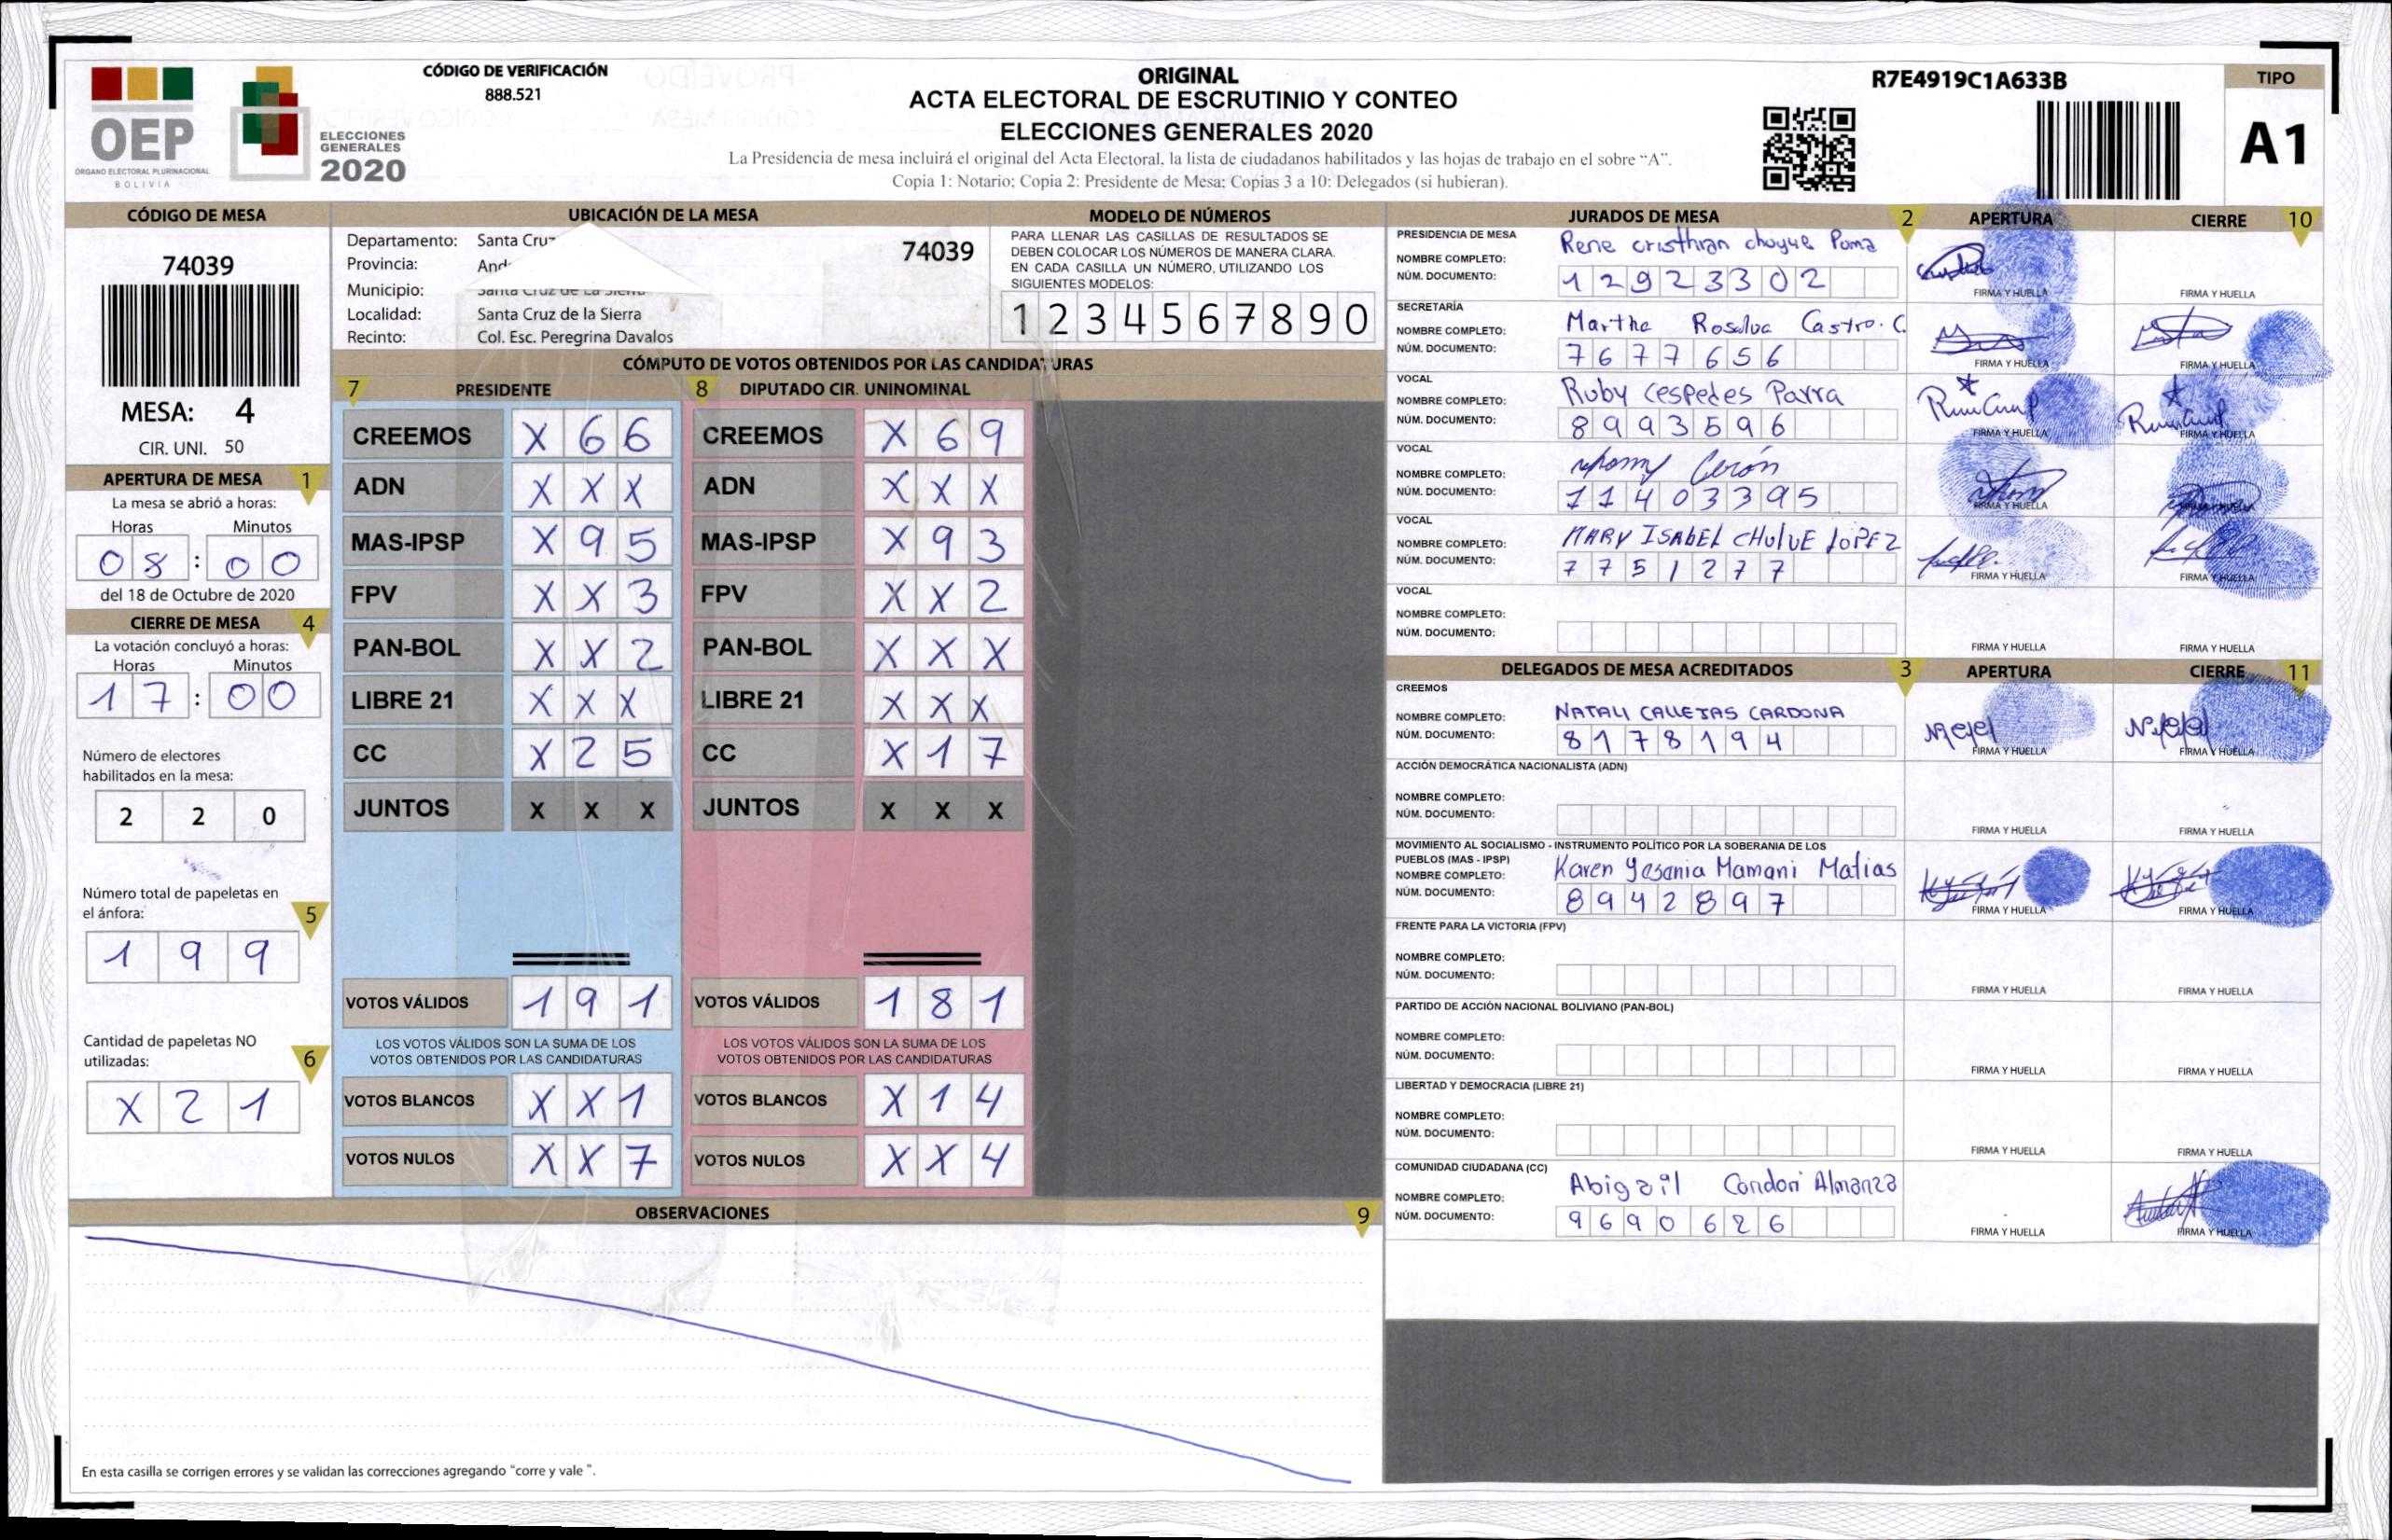 CÓDIGO DE VERIFICACIÓN
888.521
OEP
ÓRGANO ELECTORAL PLURINACIONAL
BOLIVIA
ELECCIONES
GENERALES
2020
ORIGINAL
ACTA ELECTORAL DE ESCRUTINIO Y CONTEO
ELECCIONES GENERALES 2020
La Presidencia de mesa incluirá el original del Acta Electoral, la lista de ciudadanos habilitados y las hojas de trabajo en el sobre “A”.
Copia 1: Notario; Copia 2: Presidente de Mesa; Copias 3 a 10: Delegados (si hubieran).
R7E4919C1A633B
TIPO
A1
CÓDIGO DE MESA
74039
MESA: 4
CIR. UNI. 50
APERTURA DE MESA 1
La mesa se abrió a horas:
Horas Minutos
08 : 00
del 18 de Octubre de 2020
CIERRE DE MESA 4
La votación concluyó a horas:
Horas Minutos
17 : 00
Número de electores
habilitados en la mesa:
2 2 0
Número total de papeletas en
el ánfora: 5
1 9 9
Cantidad de papeletas NO
utilizadas: 6
X 2 1
UBICACIÓN DE LA MESA
Departamento: Santa Cruz
Provincia:
Municipio: Santa Cruz de La Sierra
Localidad: Santa Cruz de la Sierra
Recinto: Col. Esc. Peregrina Davalos
74039
MODELO DE NÚMEROS
PARA LLENAR LAS CASILLAS DE RESULTADOS SE
DEBEN COLOCAR LOS NÚMEROS DE MANERA CLARA.
EN CADA CASILLA UN NÚMERO, UTILIZANDO LOS
SIGUIENTES MODELOS:
1 2 3 4 5 6 7 8 9 0
CÓMPUTO DE VOTOS OBTENIDOS POR LAS CANDIDATURAS
7 PRESIDENTE 8 DIPUTADO CIR. UNINOMINAL
CREEMOS X 6 6 CREEMOS X 6 9
ADN X X X ADN X X X
MAS-IPSP X 9 5 MAS-IPSP X 9 3
FPV X X 3 FPV X X 2
PAN-BOL X X 2 PAN-BOL X X X
LIBRE 21 X X X LIBRE 21 X X X
CC X 2 5 CC X 1 7
JUNTOS X X X JUNTOS X X X
VOTOS VÁLIDOS 1 9 1 VOTOS VÁLIDOS 1 8 1
LOS VOTOS VÁLIDOS SON LA SUMA DE LOS LOS VOTOS VÁLIDOS SON LA SUMA DE LOS
VOTOS OBTENIDOS POR LAS CANDIDATURAS VOTOS OBTENIDOS POR LAS CANDIDATURAS
VOTOS BLANCOS X X 1 VOTOS BLANCOS X 1 4
VOTOS NULOS X X 7 VOTOS NULOS X X 4
OBSERVACIONES 9
En esta casilla se corrigen errores y se validan las correcciones agregando “corre y vale ”.
JURADOS DE MESA 2 APERTURA CIERRE 10
PRESIDENCIA DE MESA
NOMBRE COMPLETO: Rene cristhian choque Poma
NÚM. DOCUMENTO: 12923302
FIRMA Y HUELLA FIRMA Y HUELLA
SECRETARÍA
NOMBRE COMPLETO: Martha Rosalva Castro. C.
NÚM. DOCUMENTO: 7677656
FIRMA Y HUELLA FIRMA Y HUELLA
VOCAL
NOMBRE COMPLETO: Ruby Cespedes Parra
NÚM. DOCUMENTO: 8993596
FIRMA Y HUELLA FIRMA Y HUELLA
VOCAL
NOMBRE COMPLETO: Cerón
NÚM. DOCUMENTO: 11403395
FIRMA Y HUELLA FIRMA Y HUELLA
VOCAL
NOMBRE COMPLETO: MARY ISABEL LOPEZ
NÚM. DOCUMENTO: 7751277
FIRMA Y HUELLA FIRMA Y HUELLA
VOCAL
NOMBRE COMPLETO:
NÚM. DOCUMENTO:
FIRMA Y HUELLA FIRMA Y HUELLA
DELEGADOS DE MESA ACREDITADOS 3 APERTURA CIERRE 11
CREEMOS
NOMBRE COMPLETO: NATALI CALLEJAS CARDONA
NÚM. DOCUMENTO: 8178194
FIRMA Y HUELLA FIRMA Y HUELLA
ACCIÓN DEMOCRÁTICA NACIONALISTA (ADN)
NOMBRE COMPLETO:
NÚM. DOCUMENTO:
FIRMA Y HUELLA FIRMA Y HUELLA
MOVIMIENTO AL SOCIALISMO - INSTRUMENTO POLÍTICO POR LA SOBERANIA DE LOS
PUEBLOS (MAS - IPSP)
NOMBRE COMPLETO: Karen Yesenia Mamani Matias
NÚM. DOCUMENTO: 8942897
FIRMA Y HUELLA FIRMA Y HUELLA
FRENTE PARA LA VICTORIA (FPV)
NOMBRE COMPLETO:
NÚM. DOCUMENTO:
FIRMA Y HUELLA FIRMA Y HUELLA
PARTIDO DE ACCIÓN NACIONAL BOLIVIANO (PAN-BOL)
NOMBRE COMPLETO:
NÚM. DOCUMENTO:
FIRMA Y HUELLA FIRMA Y HUELLA
LIBERTAD Y DEMOCRACIA (LIBRE 21)
NOMBRE COMPLETO:
NÚM. DOCUMENTO:
FIRMA Y HUELLA FIRMA Y HUELLA
COMUNIDAD CIUDADANA (CC)
NOMBRE COMPLETO: Abigail Condori Almanza
NÚM. DOCUMENTO: 9690626
FIRMA Y HUELLA FIRMA Y HUELLA